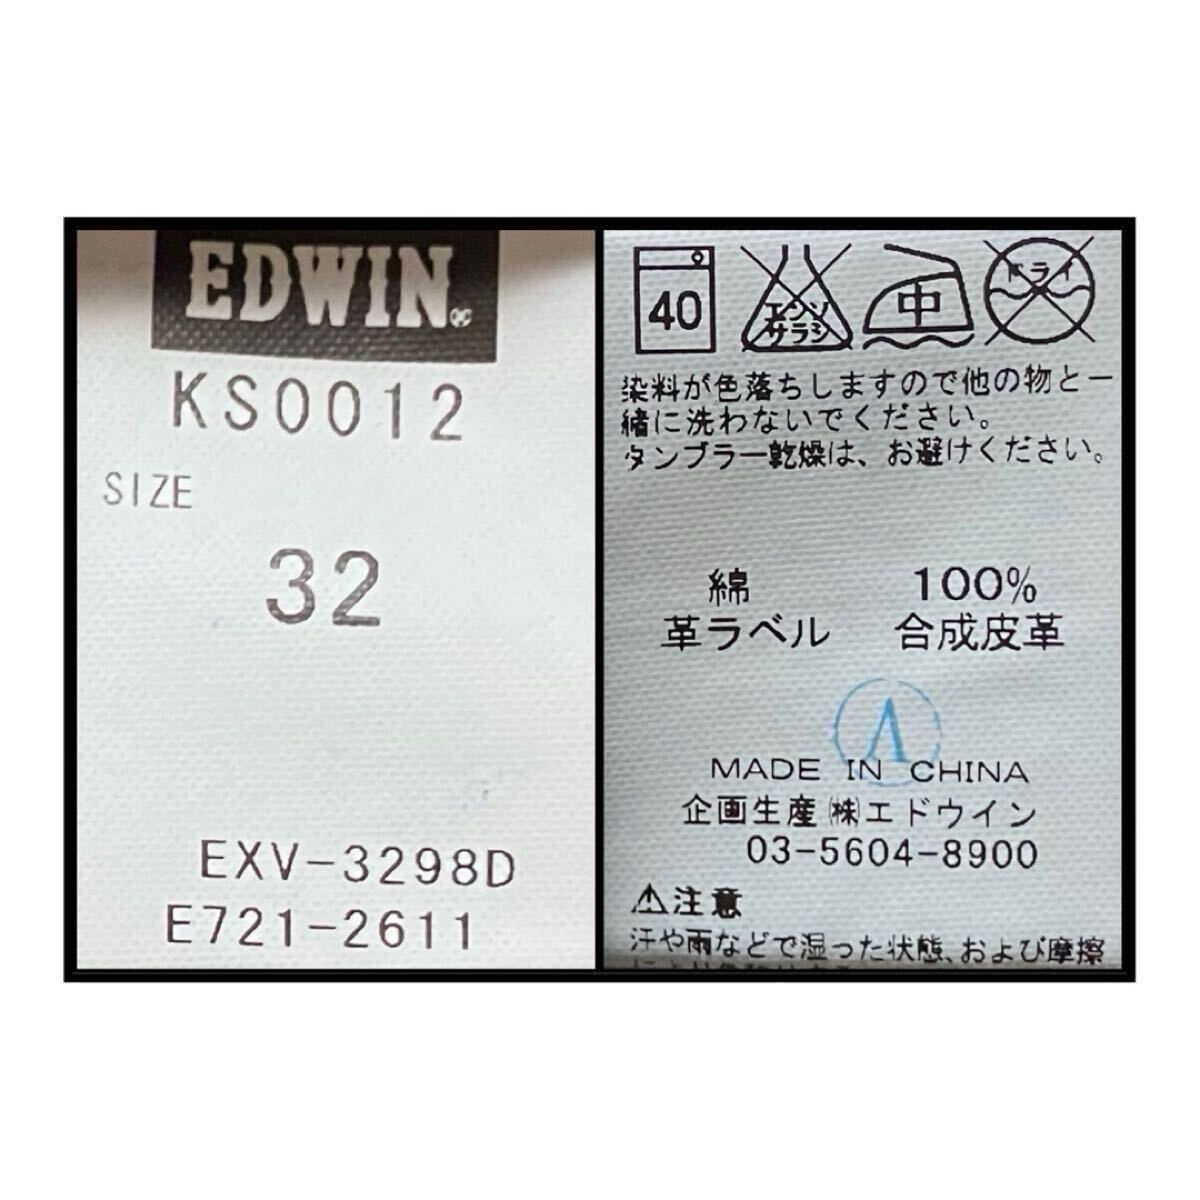 EDWIN
KS0012
SIZE
32
EXV-3298D
E721-2611
40
エンソ
サラシ
中
ドライ
染料が色落ちしますので他の物と一
緒に洗わないでください。
タンブラー乾燥は、お避けください。
綿 100%
革ラベル 合成皮革
MADE IN CHINA
企画生産 ㈱エドウイン
03-5604-8900
⚠注意
汗や雨などで湿った状態、および摩擦